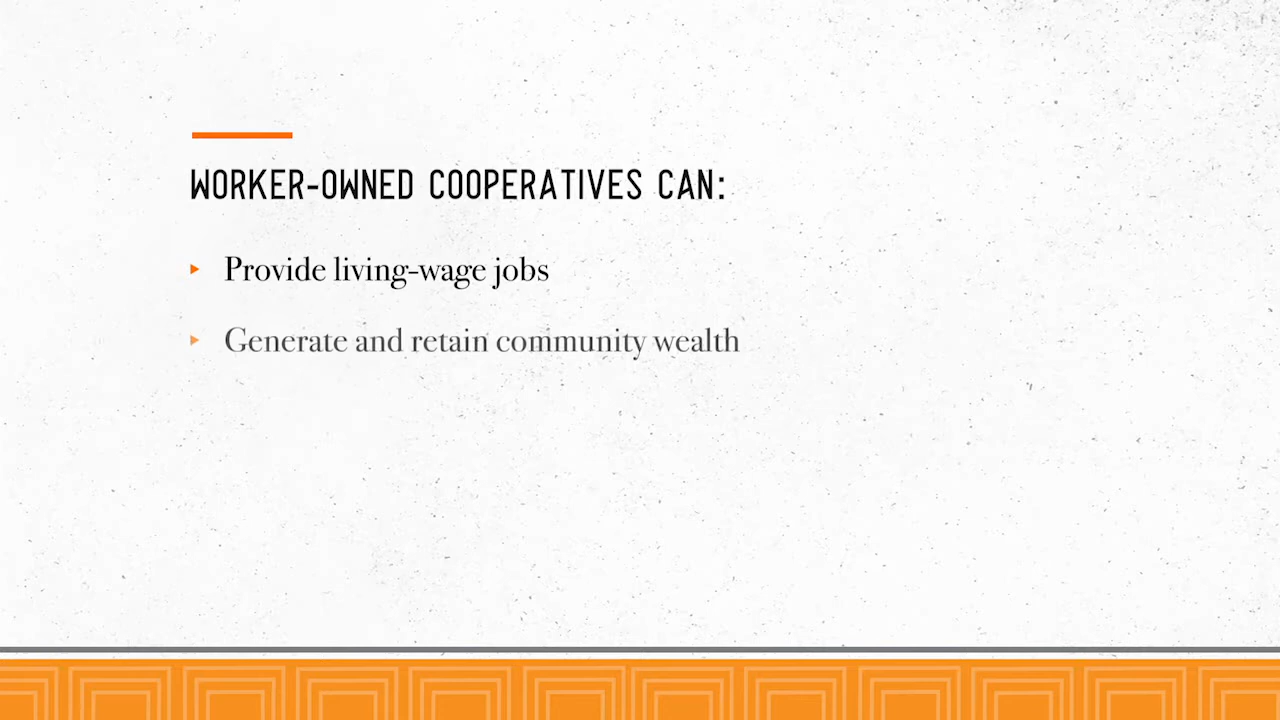 WORKER-OWNED COOPERATIVES CAN:
Provide living-wage jobs
Generate and retain community wealth